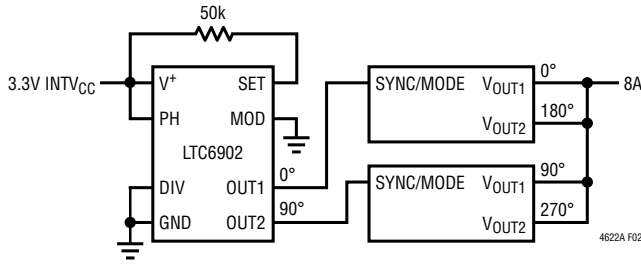 50k
3.3V INTVCC
V+
SET
PH
MOD
LTC6902
DIV
OUT1
0°
GND
OUT2
90°
SYNC/MODE
VOUT1
0°
8A
VOUT2
180°
SYNC/MODE
VOUT1
90°
VOUT2
270°
4622A F02